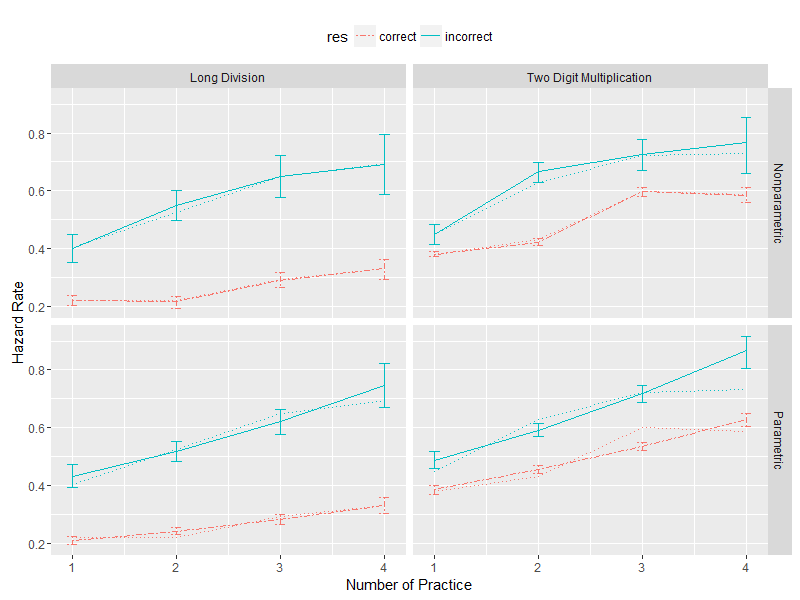 res correct incorrect
Long Division
Two Digit Multiplication
0.8
0.6
0.4
0.2
Nonparametric
0.8
0.6
0.4
0.2
Parametric
Hazard Rate
1 2 3 4
1 2 3 4
Number of Practice